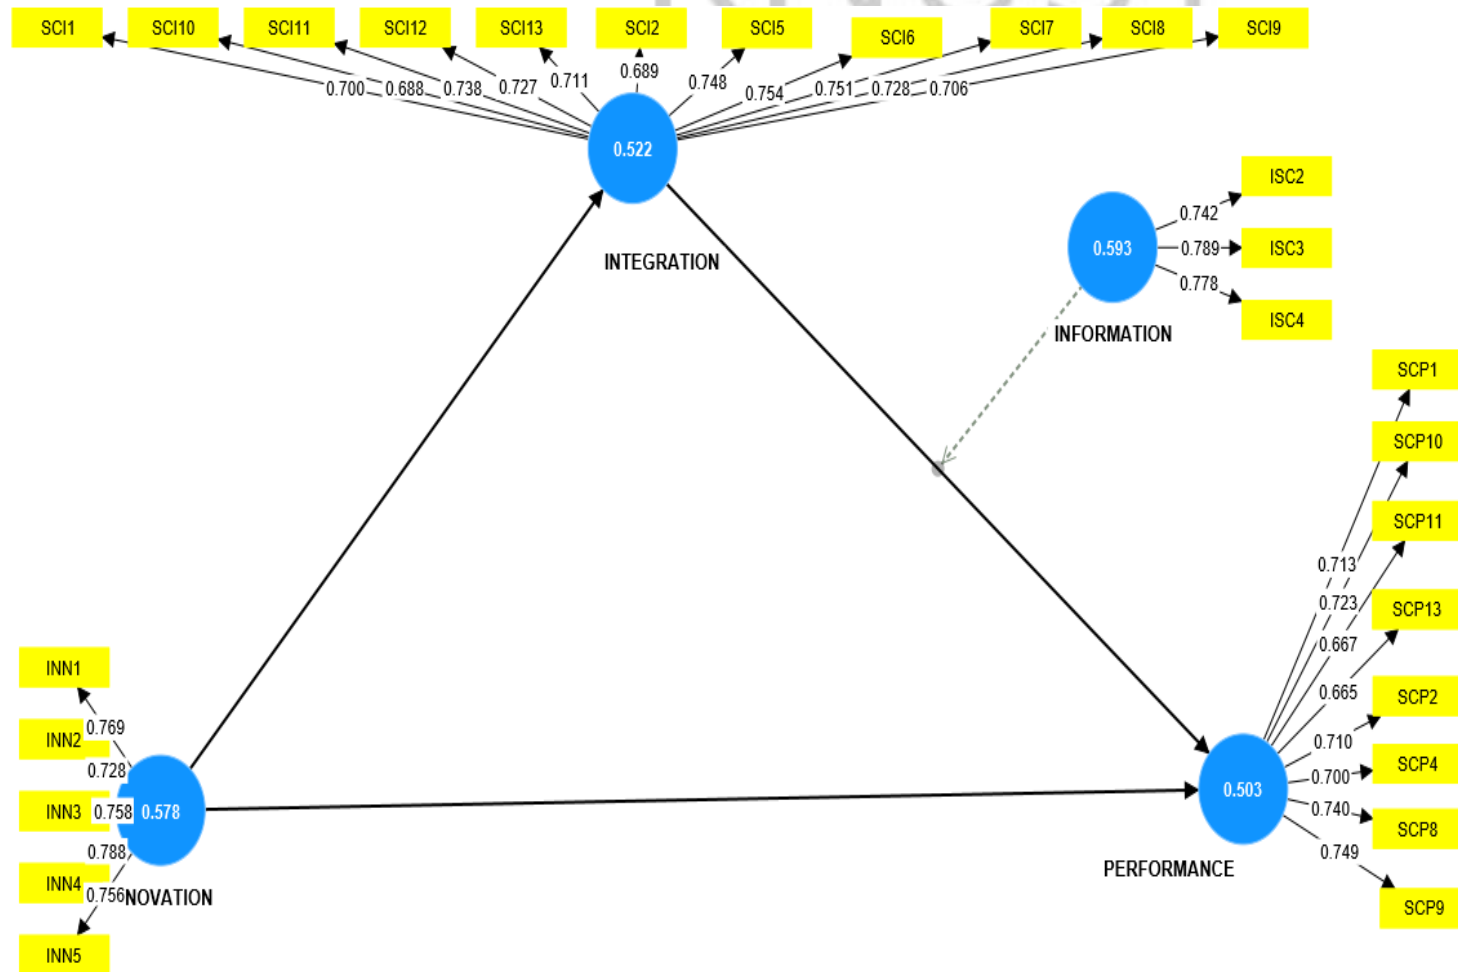 SCI1 SCI10 SCI11 SCI12 SCI13 SCI2 SCI5 SCI6 SCI7 SCI8 SCI9
0.700 0.688 0.738 0.727 0.711 0.689 0.748 0.754 0.751 0.728 0.706
0.522
INTEGRATION
ISC2
0.742
0.593 0.789 ISC3
0.778
ISC4
INFORMATION
SCP1
SCP10
SCP11
0.713
0.723 SCP13
0.667
0.665 SCP2
0.710
0.700 SCP4
0.503
0.740 SCP8
0.749
SCP9
PERFORMANCE
INN1
0.769
INN2
0.728
INN3 0.758 0.578
0.788
INN4 0.756 NOVATION
INN5